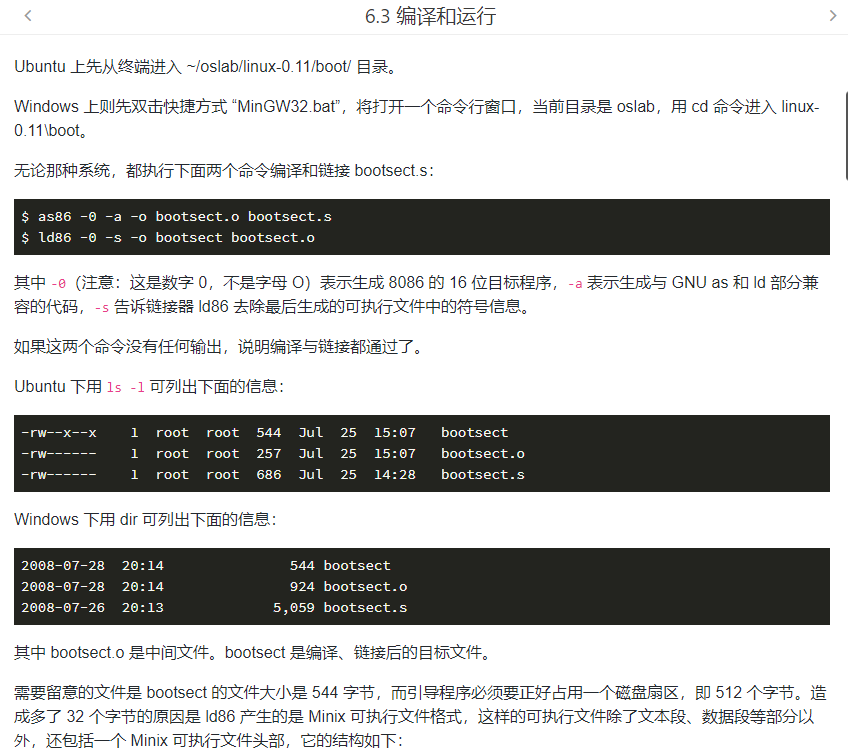 6.3 编译和运行
Ubuntu 上先从终端进入 ~/oslab/linux-0.11/boot/ 目录。
Windows 上则先双击快捷方式 “MinGW32.bat”，将打开一个命令行窗口，当前目录是 oslab，用 cd 命令进入 linux-
0.11\boot。
无论那种系统，都执行下面两个命令编译和链接 bootsect.s：
$ as86 -0 -a -o bootsect.o bootsect.s
$ ld86 -0 -s -o bootsect bootsect.o
其中 -0（注意：这是数字 0，不是字母 O）表示生成 8086 的 16 位目标程序，-a 表示生成与 GNU as 和 ld 部分兼
容的代码，-s 告诉链接器 ld86 去除最后生成的可执行文件中的符号信息。
如果这两个命令没有任何输出，说明编译与链接都通过了。
Ubuntu 下用 ls -l 可列出下面的信息：
-rw--x--x    1  root  root  544  Jul  25  15:07   bootsect
-rw------    1  root  root  257  Jul  25  15:07   bootsect.o
-rw------    1  root  root  686  Jul  25  14:28   bootsect.s
Windows 下用 dir 可列出下面的信息：
2008-07-28  20:14               544 bootsect
2008-07-28  20:14               924 bootsect.o
2008-07-26  20:13             5,059 bootsect.s
其中 bootsect.o 是中间文件。bootsect 是编译、链接后的目标文件。
需要留意的文件是 bootsect 的文件大小是 544 字节，而引导程序必须要正好占用一个磁盘扇区，即 512 个字节。造
成多了 32 个字节的原因是 ld86 产生的是 Minix 可执行文件格式，这样的可执行文件除了文本段、数据段等部分以
外，还包括一个 Minix 可执行文件头部，它的结构如下：